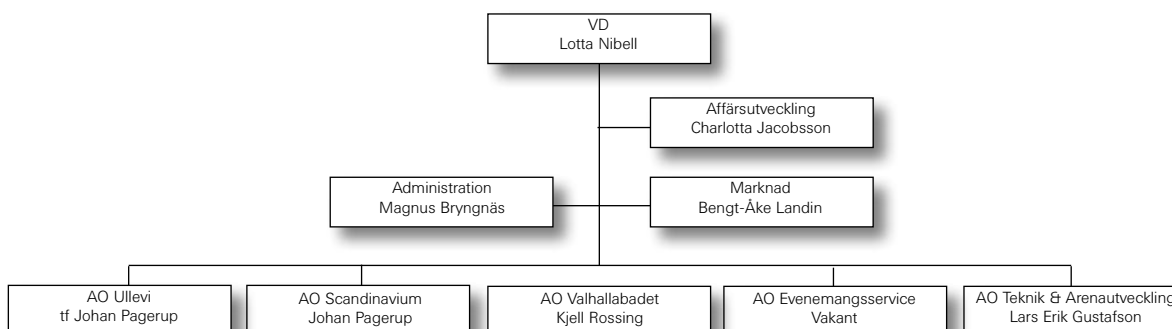 VD
Lotta Nibell
Affärsutveckling
Charlotta Jacobsson
Administration
Magnus Bryngnäs
Marknad
Bengt-Åke Landin
AO Ullevi
tf Johan Pagerup
AO Scandinavium
Johan Pagerup
AO Valhallabadet
Kjell Rossing
AO Evenemangsservice
Vakant
AO Teknik & Arenautveckling
Lars Erik Gustafson